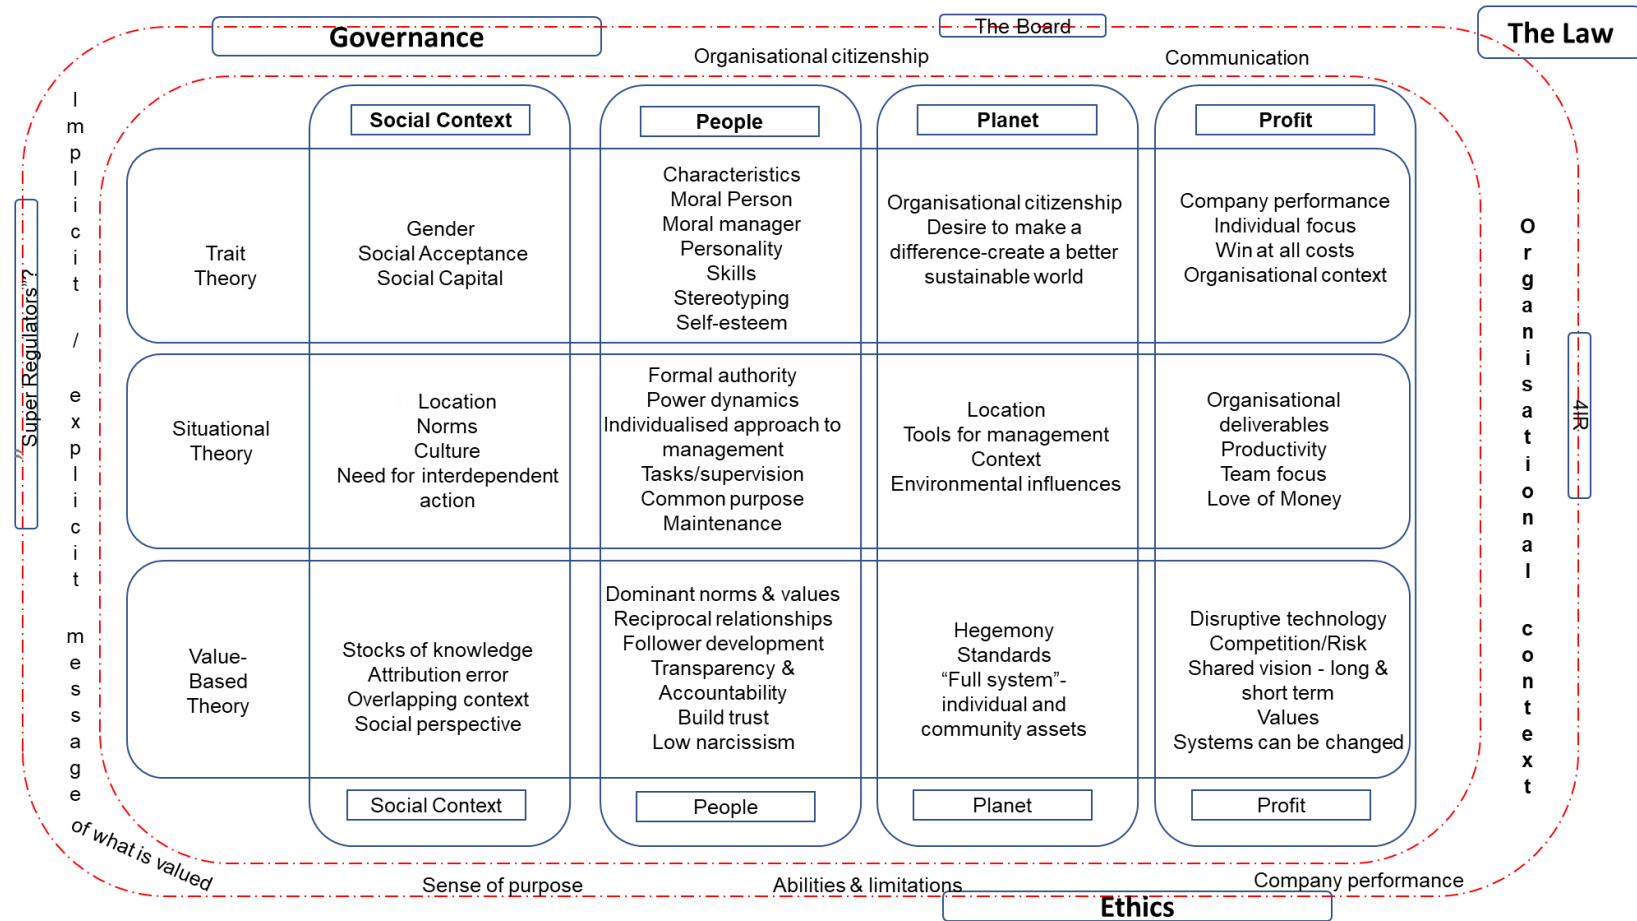 Governance
The Board
The Law
Organisational citizenship
Communication
Implicit / explicit message
of what is valued
"Super Regulators"?
Social Context
People
Planet
Profit
Trait
Theory
Gender
Social Acceptance
Social Capital
Characteristics
Moral Person
Moral manager
Personality
Skills
Stereotyping
Self-esteem
Organisational citizenship
Desire to make a
difference-create a better
sustainable world
Company performance
Individual focus
Win at all costs
Organisational context
Situational
Theory
Location
Norms
Culture
Need for interdependent
action
Formal authority
Power dynamics
Individualised approach to
management
Tasks/supervision
Common purpose
Maintenance
Location
Tools for management
Context
Environmental influences
Organisational
deliverables
Productivity
Team focus
Love of Money
Value-
Based
Theory
Stocks of knowledge
Attribution error
Overlapping context
Social perspective
Dominant norms & values
Reciprocal relationships
Follower development
Transparency &
Accountability
Build trust
Low narcissism
Hegemony
Standards
“Full system”-
individual and
community assets
Disruptive technology
Competition/Risk
Shared vision - long &
short term
Values
Systems can be changed
Social Context
People
Planet
Profit
Organisational context
4IR
Sense of purpose
Abilities & limitations
Company performance
Ethics